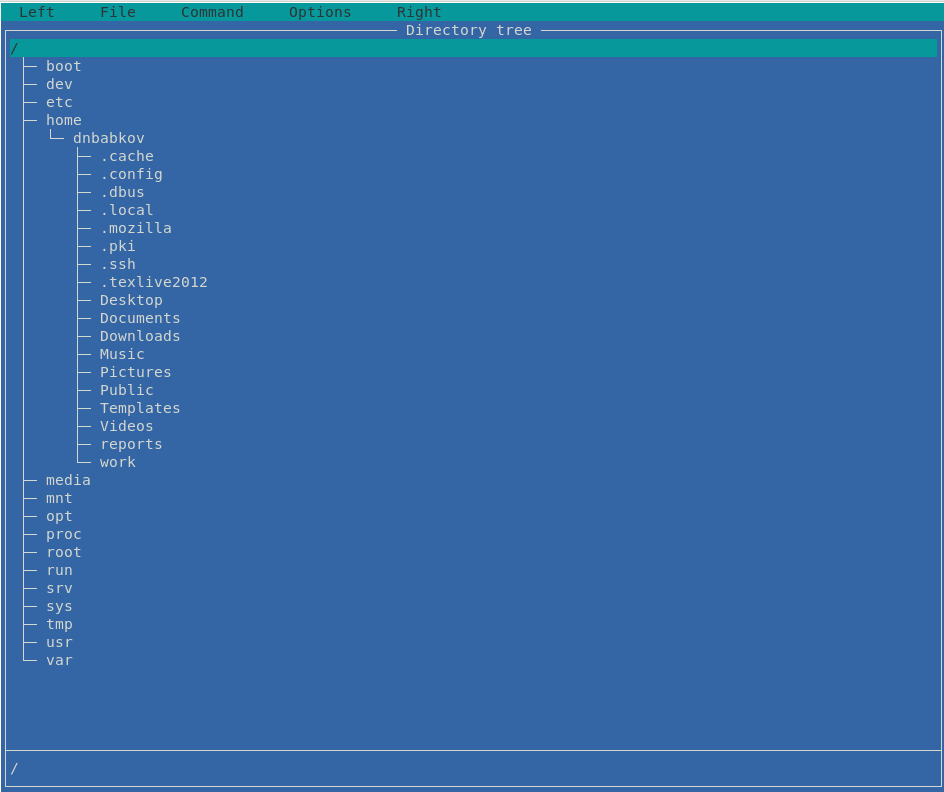 Left File Command Options Right
Directory tree
/
boot
dev
etc
home
dnbabkov
.cache
.config
.dbus
.local
.mozilla
.pki
.ssh
.texlive2012
Desktop
Documents
Downloads
Music
Pictures
Public
Templates
Videos
reports
work
media
mnt
opt
proc
root
run
srv
sys
tmp
usr
var
/